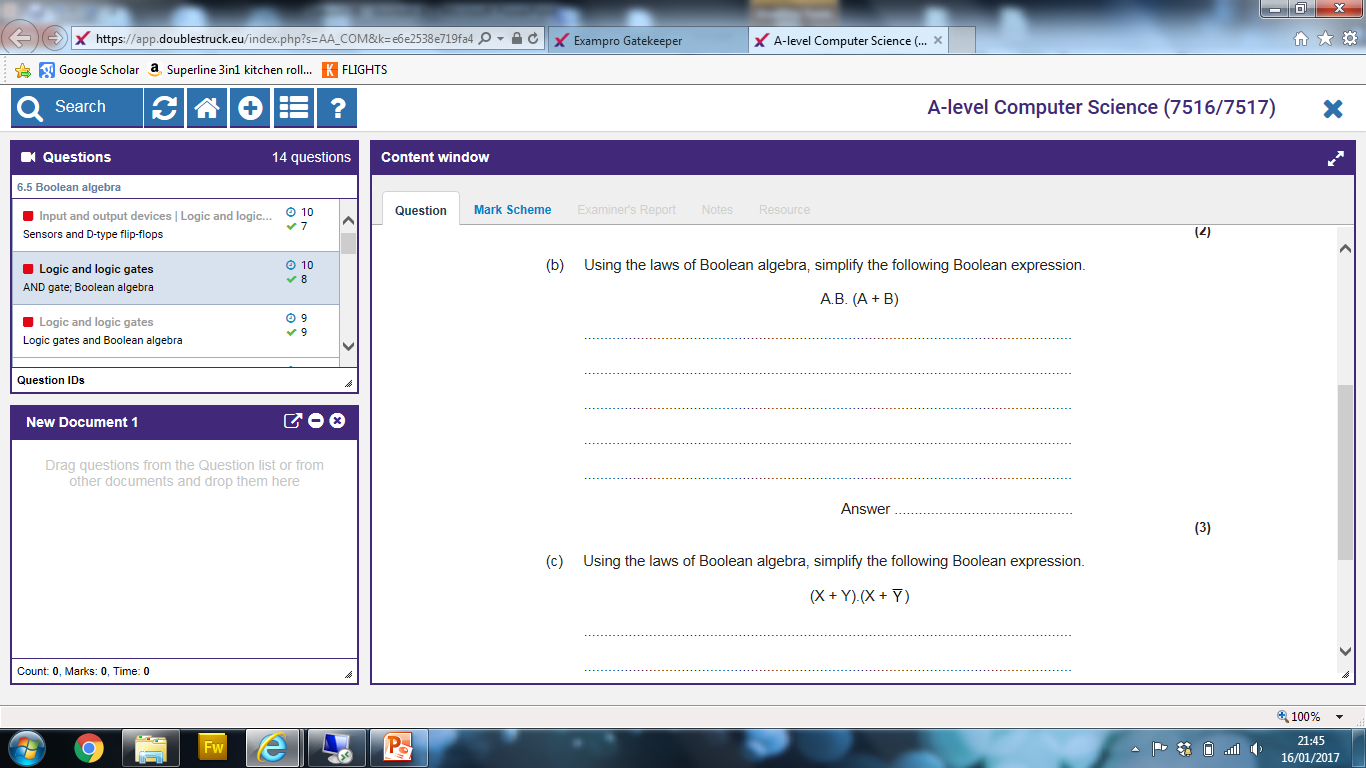 https://app.doublestruck.eu/index.php?s=AA_COM&k=e6e2538e719fa4
Exampro Gatekeeper
A-level Computer Science (...
Google Scholar
Superline 3in1 kitchen roll...
FLIGHTS
Search
A-level Computer Science (7516/7517)
Questions
14 questions
6.5 Boolean algebra
Input and output devices | Logic and logic...
10
Sensors and D-type flip-flops
7
Logic and logic gates
10
AND gate; Boolean algebra
8
Logic and logic gates
9
Logic gates and Boolean algebra
9
Question IDs
New Document 1
Drag questions from the Question list or from
other documents and drop them here
Count: 0, Marks: 0, Time: 0
Content window
Question
Mark Scheme
Examiner's Report
Notes
Resource
(2)
(b) Using the laws of Boolean algebra, simplify the following Boolean expression.
A.B. (A + B)
Answer ............................................
(3)
(c) Using the laws of Boolean algebra, simplify the following Boolean expression.
(X + Y).(X + Y̅)
100%
Fw
21:45
16/01/2017